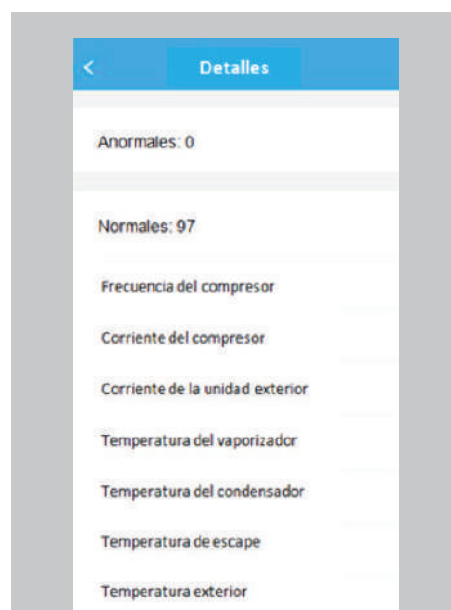 <
Detalles
Anormales: 0
Normales: 97
Frecuencia del compresor
Corriente del compresor
Corriente de la unidad exterior
Temperatura del vaporizador
Temperatura del condensador
Temperatura de escape
Temperatura exterior